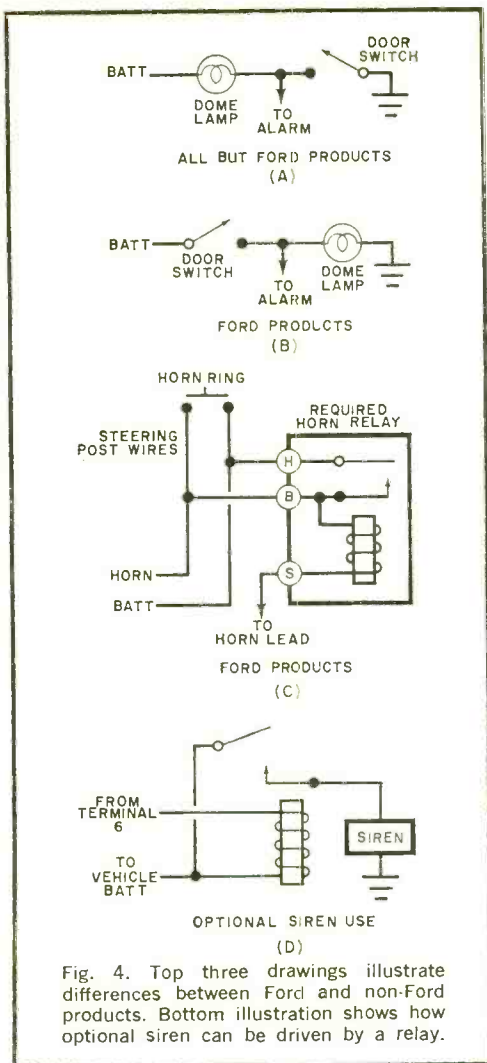 BATT
DOME
LAMP
TO
ALARM
DOOR
SWITCH
ALL BUT FORD PRODUCTS
(A)
BATT
DOOR
SWITCH
TO
ALARM
DOME
LAMP
FORD PRODUCTS
(B)
HORN RING
STEERING
POST WIRES
REQUIRED
HORN RELAY
H
B
S
HORN
BATT
TO
HORN LEAD
FORD PRODUCTS
(C)
FROM
TERMINAL
6
TO
VEHICLE
BATT
SIREN
OPTIONAL SIREN USE
(D)
Fig. 4. Top three drawings illustrate
differences between Ford and non-Ford
products. Bottom illustration shows how
optional siren can be driven by a relay.